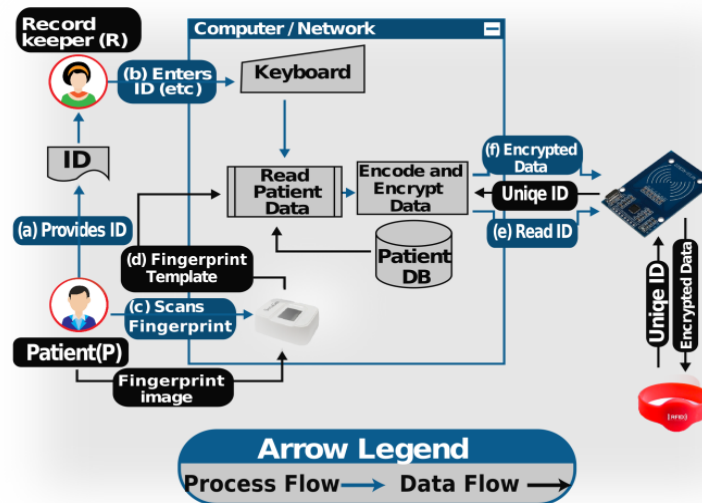 Record
keeper (R)
Computer / Network
(b) Enters
ID (etc)
Keyboard
ID
(a) Provides ID
Read
Patient
Data
Encode and
Encrypt
Data
(f) Encrypted
Data
Uniqe ID
(e) Read ID
(d) Fingerprint
Template
Patient
DB
(c) Scans
Fingerprint
Patient(P)
Fingerprint
image
Uniqe ID
Encrypted Data
(RFID)
Arrow Legend
Process Flow
Data Flow